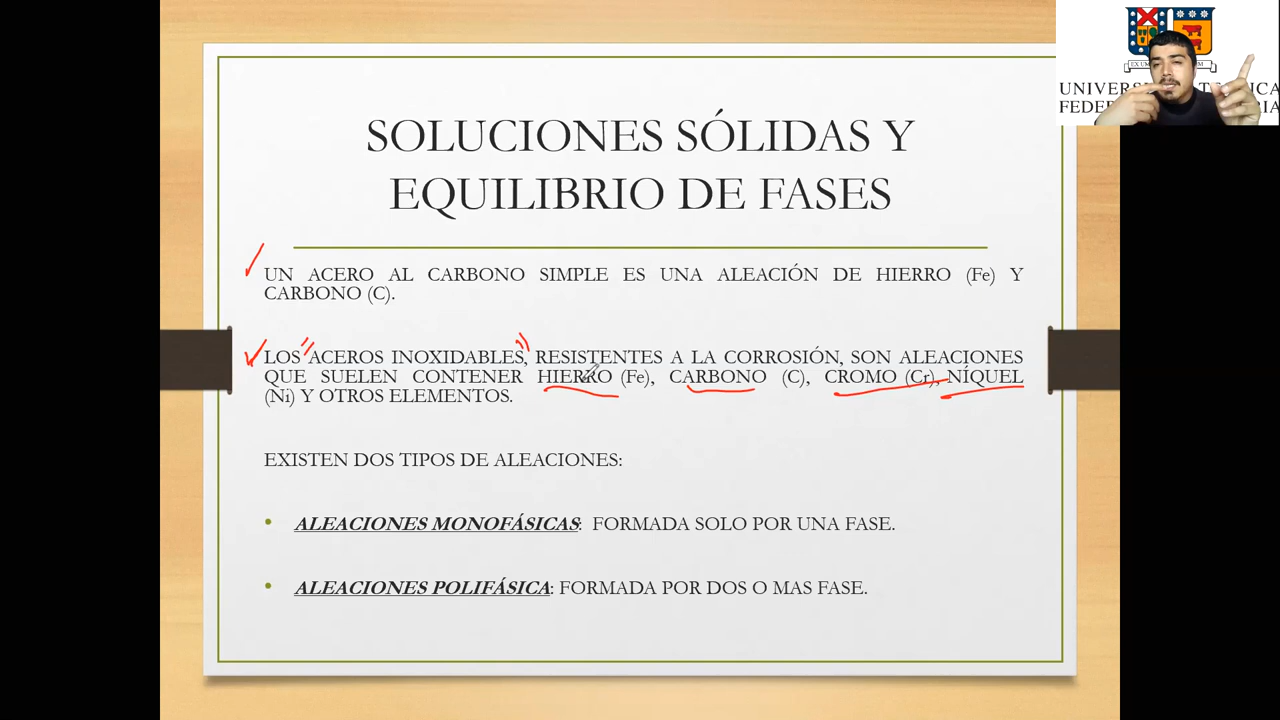 SOLUCIONES SÓLIDAS Y
EQUILIBRIO DE FASES
UN ACERO AL CARBONO SIMPLE ES UNA ALEACIÓN DE HIERRO (Fe) Y
CARBONO (C).
LOS "ACEROS INOXIDABLES", RESISTENTES A LA CORROSIÓN, SON ALEACIONES
QUE SUELEN CONTENER HIERRO (Fe), CARBONO (C), CROMO (Cr), NÍQUEL
(Ni) Y OTROS ELEMENTOS.
EXISTEN DOS TIPOS DE ALEACIONES:
• ALEACIONES MONOFÁSICAS: FORMADA SOLO POR UNA FASE.
• ALEACIONES POLIFÁSICA: FORMADA POR DOS O MAS FASE.